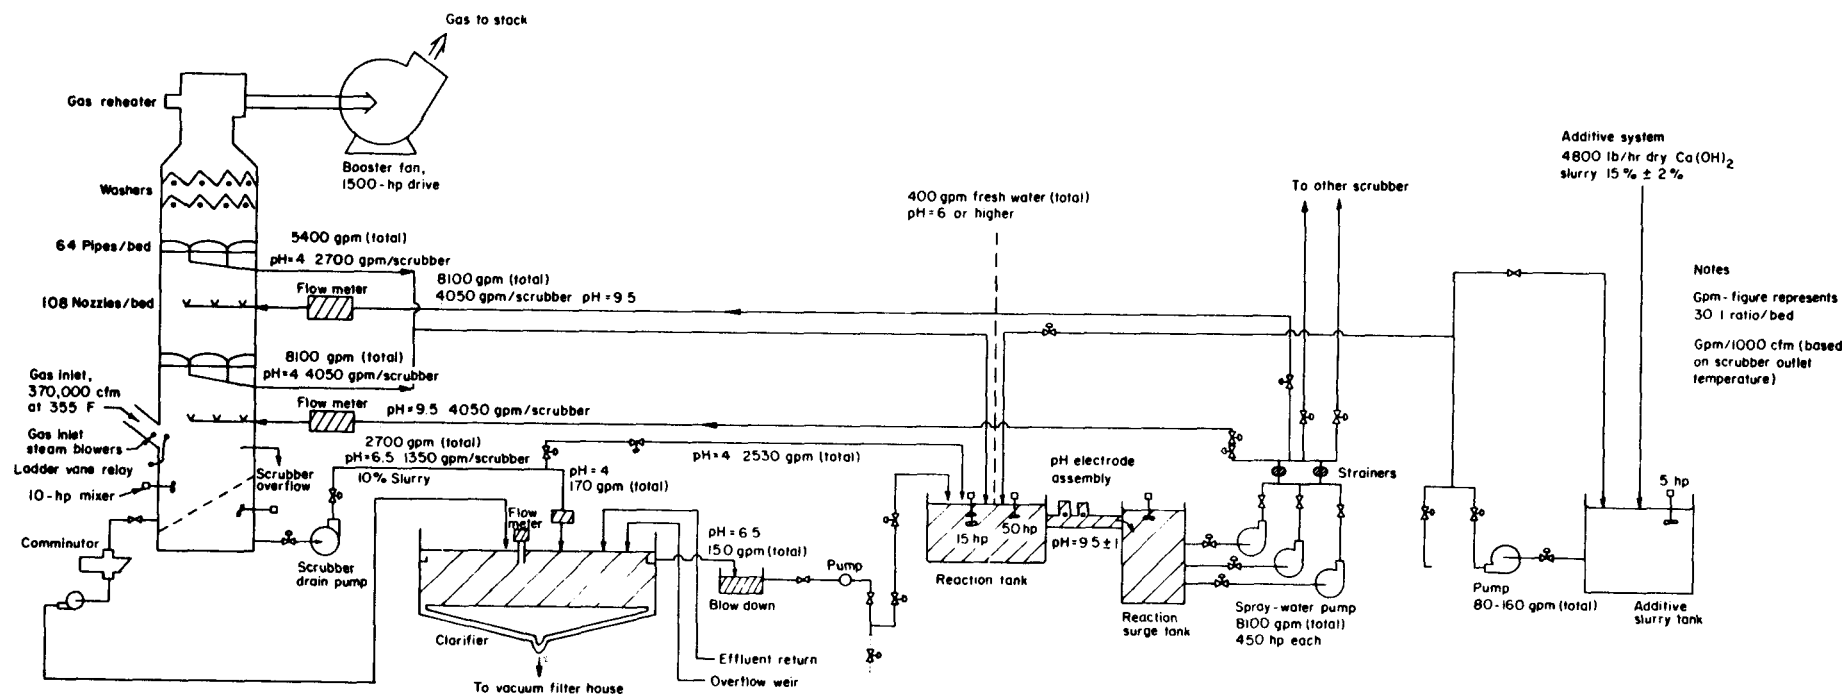 Gas to stack
Gas reheater
Booster fan,
1500-hp drive
Washers
64 Pipes/bed
5400 gpm (total)
pH=4 2700 gpm/scrubber
8100 gpm (total)
Flow meter
4050 gpm/scrubber pH = 9.5
108 Nozzles/bed
8100 gpm (total)
pH=4 4050 gpm/scrubber
Gas inlet,
370,000 cfm
at 355 F
Flow meter
pH=9.5 4050 gpm/scrubber
Gas inlet
steam blowers
Ladder vane relay
10-hp mixer
Scrubber
overflow
2700 gpm (total)
pH=6.5 1350 gpm/scrubber
10% Slurry
pH = 4
170 gpm (total)
pH=4 2530 gpm (total)
Comminutor
Scrubber
drain pump
Flow
meter
Clarifier
To vacuum filter house
Effluent return
Overflow weir
pH = 6.5
150 gpm (total)
Blow down
Pump
400 gpm fresh water (total)
pH = 6 or higher
15 hp
50 hp
Reaction tank
pH electrode
assembly
pH=9.5±1
Reaction
surge tank
To other scrubber
Strainers
Spray-water pump
8100 gpm (total)
450 hp each
Additive system
4800 lb/hr dry Ca(OH)2
slurry 15% ± 2%
Pump
80-160 gpm (total)
5 hp
Additive
slurry tank
Notes
Gpm-figure represents
30 1 ratio/bed
Gpm/1000 cfm (based
on scrubber outlet
temperature)